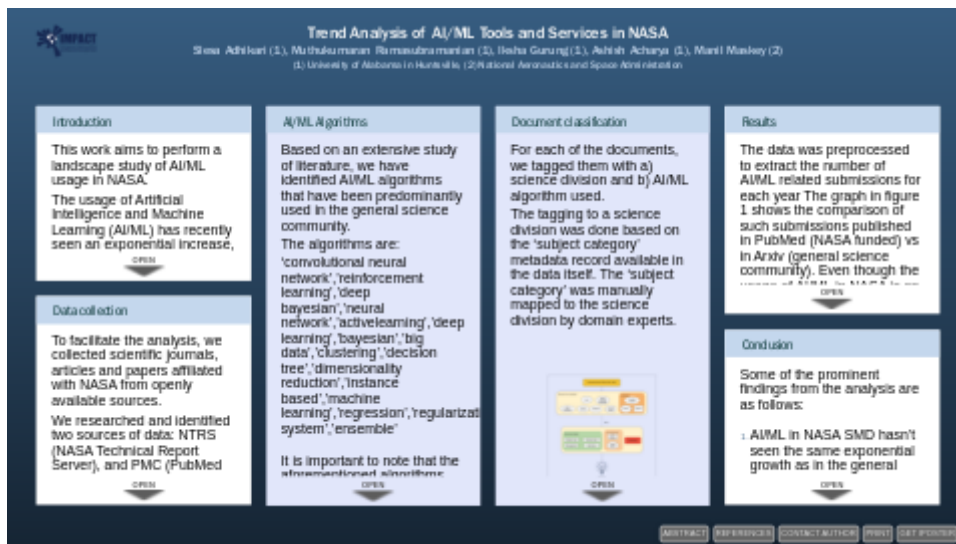 IMPACT
Trend Analysis of AI/ML Tools and Services in NASA
Slesa Adhikari (1), Muthukumaran Ramasubramanian (1), Iksha Gurung (1), Ashish Acharya (1), Manil Maskey (2)
(1) University of Alabama in Huntsville, (2) National Aeronautics and Space Administration
Introduction
This work aims to perform a
landscape study of AI/ML
usage in NASA.
The usage of Artificial
Intelligence and Machine
Learning (AI/ML) has recently
seen an exponential increase,
OPEN
Data collection
To facilitate the analysis, we
collected scientific journals,
articles and papers affiliated
with NASA from openly
available sources.
We researched and identified
two sources of data: NTRS
(NASA Technical Report
Server), and PMC (PubMed
OPEN
AI/ML Algorithms
Based on an extensive study
of literature, we have
identified AI/ML algorithms
that have been predominantly
used in the general science
community.
The algorithms are:
'convolutional neural
network','reinforcement
learning','deep
bayesian','neural
network','activelearning','deep
learning','bayesian','big
data','clustering','decision
tree','dimensionality
reduction','instance
based','machine
learning','regression','regularizati
system','ensemble'
It is important to note that the
aforementioned algorithms
OPEN
Document classification
For each of the documents,
we tagged them with a)
science division and b) AI/ML
algorithm used.
The tagging to a science
division was done based on
the 'subject category'
metadata record available in
the data itself. The 'subject
category' was manually
mapped to the science
division by domain experts.
OPEN
Results
The data was preprocessed
to extract the number of
AI/ML related submissions for
each year The graph in figure
1 shows the comparison of
such submissions published
in PubMed (NASA funded) vs
in Arxiv (general science
community). Even though the
OPEN
Conclusion
Some of the prominent
findings from the analysis are
as follows:
1. AI/ML in NASA SMD hasn't
seen the same exponential
growth as in the general
OPEN
ABSTRACT REFERENCES CONTACT AUTHOR PRINT GET IPOSTER